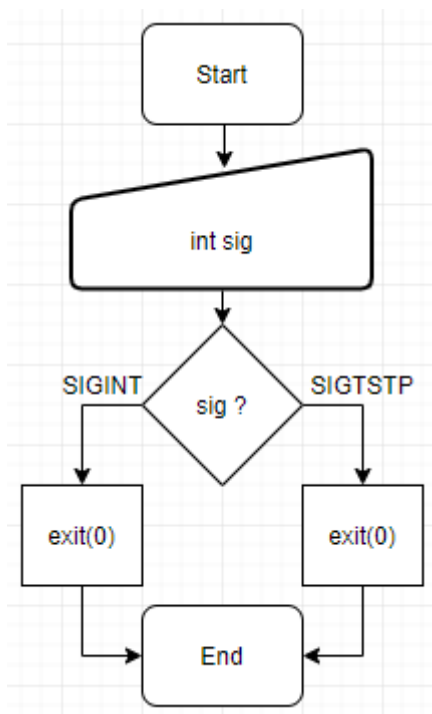 Start
int sig
SIGINT
sig ?
SIGTSTP
exit(0)
exit(0)
End